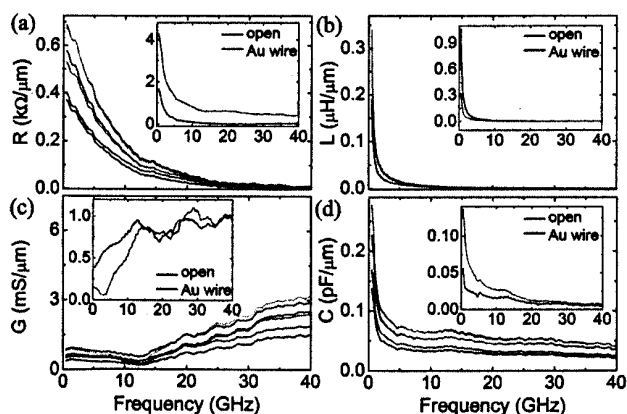 (a)
R (kΩ/μm)
0.6
0.4
0.2
0.0
4
2
0
0 10 20 30 40
open
Au wire
(b)
L (μH/μm)
0.3
0.2
0.1
0.0
1.0
0.5
0.0
0 10 20 30 40
open
Au wire
(c)
G (mS/μm)
6
3
0
1.0
0.5
0.0
0 10 20 30 40
open
Au wire
0 10 20 30 40
Frequency (GHz)
(d)
C (pF/μm)
0.2
0.1
0.0
0.10
0.05
0.00
0 10 20 30 40
open
Au wire
0 10 20 30 40
Frequency (GHz)